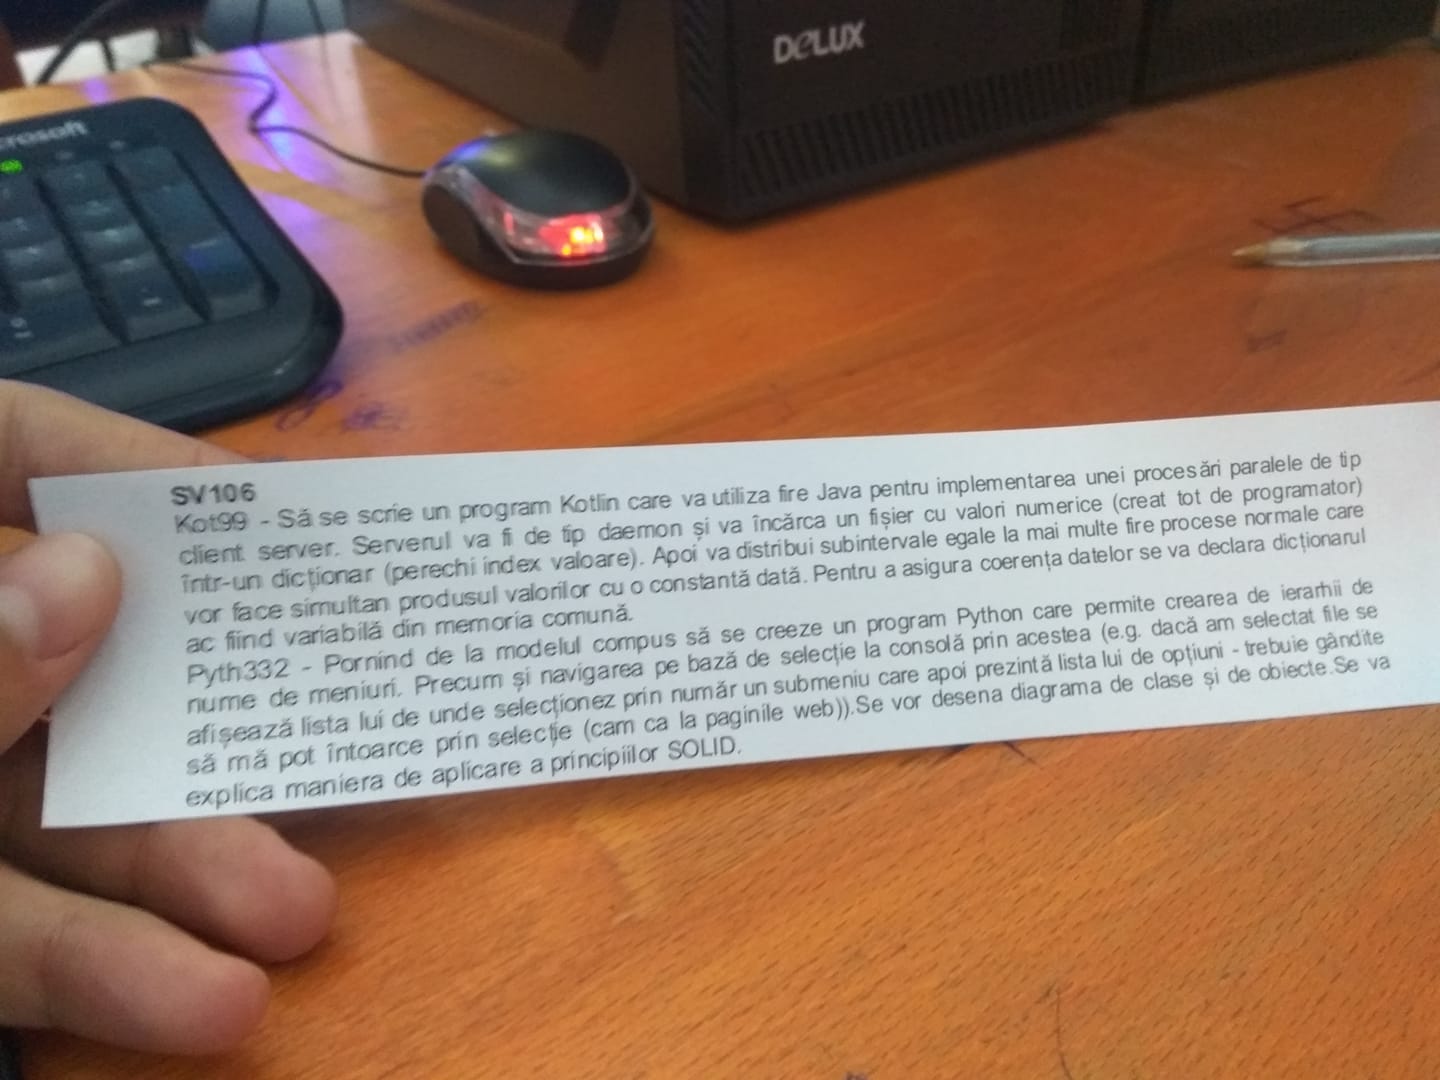 DeLUX
crosoft
SV106
Kot99 - Să se scrie un program Kotlin care va utiliza fire Java pentru implementarea unei procesări paralele de tip
client server. Serverul va fi de tip daemon și va încărca un fișier cu valori numerice (creat tot de programator)
într-un dicționar (perechi index valoare). Apoi va distribui subintervale egale la mai multe fire procese normale care
vor face simultan produsul valorilor cu o constantă dată. Pentru a asigura coerența datelor se va declara dicționarul
ac fiind variabilă din memoria comună.
Pyth332 - Pornind de la modelul compus să se creeze un program Python care permite crearea de ierarhii de
nume de meniuri. Precum și navigarea pe bază de selecție la consolă prin acestea (e.g. dacă am selectat file se
afișează lista lui de unde selecționez prin număr un submeniu care apoi prezintă lista lui de opțiuni - trebuie gândite
să mă pot întoarce prin selecție (cam ca la paginile web)).Se vor desena diagrama de clase și de obiecte.Se va
explica maniera de aplicare a principiilor SOLID.